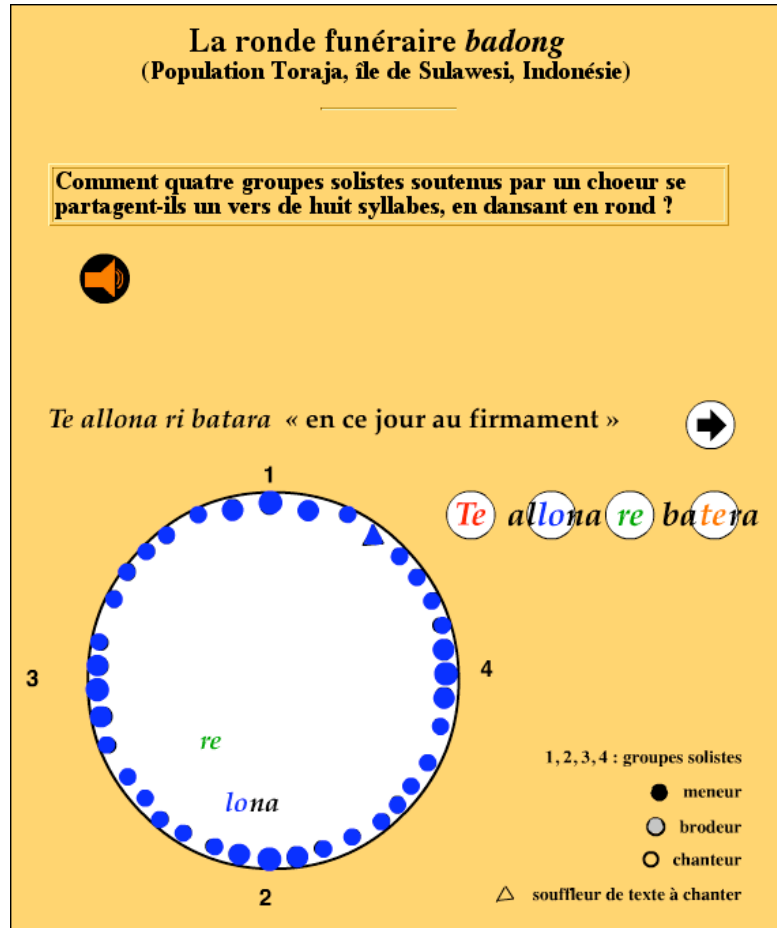 La ronde funéraire badong
(Population Toraja, île de Sulawesi, Indonésie)
Comment quatre groupes solistes soutenus par un choeur se
partagent-ils un vers de huit syllabes, en dansant en rond ?
Te allona ri batara « en ce jour au firmament »
1
Te allona re batera
3
4
re
lona
2
1, 2, 3, 4 : groupes solistes
meneur
brodeur
chanteur
souffleur de texte à chanter